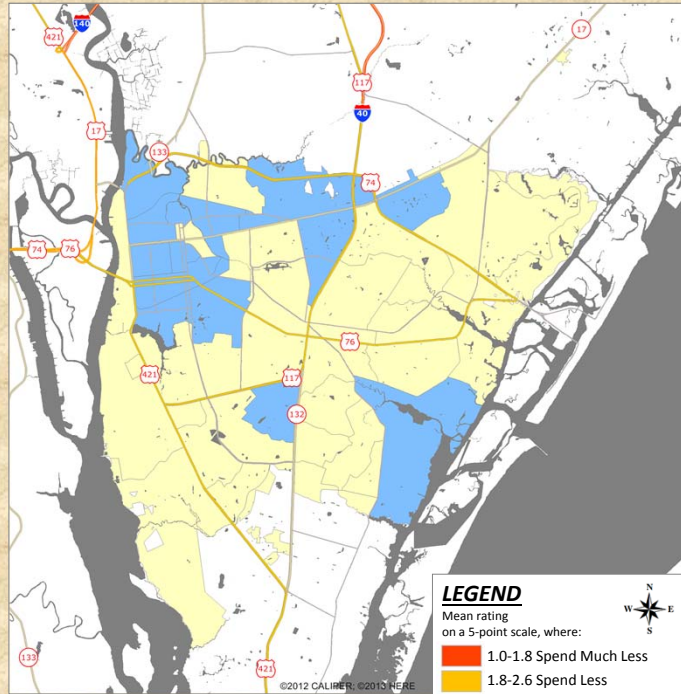 140
421
17
17
117
40
133
74
74
76
76
421
117
132
133
421
©2012 CALIPER; ©2013 HERE
LEGEND
Mean rating
on a 5-point scale, where:
N
W E
S
1.0-1.8 Spend Much Less
1.8-2.6 Spend Less